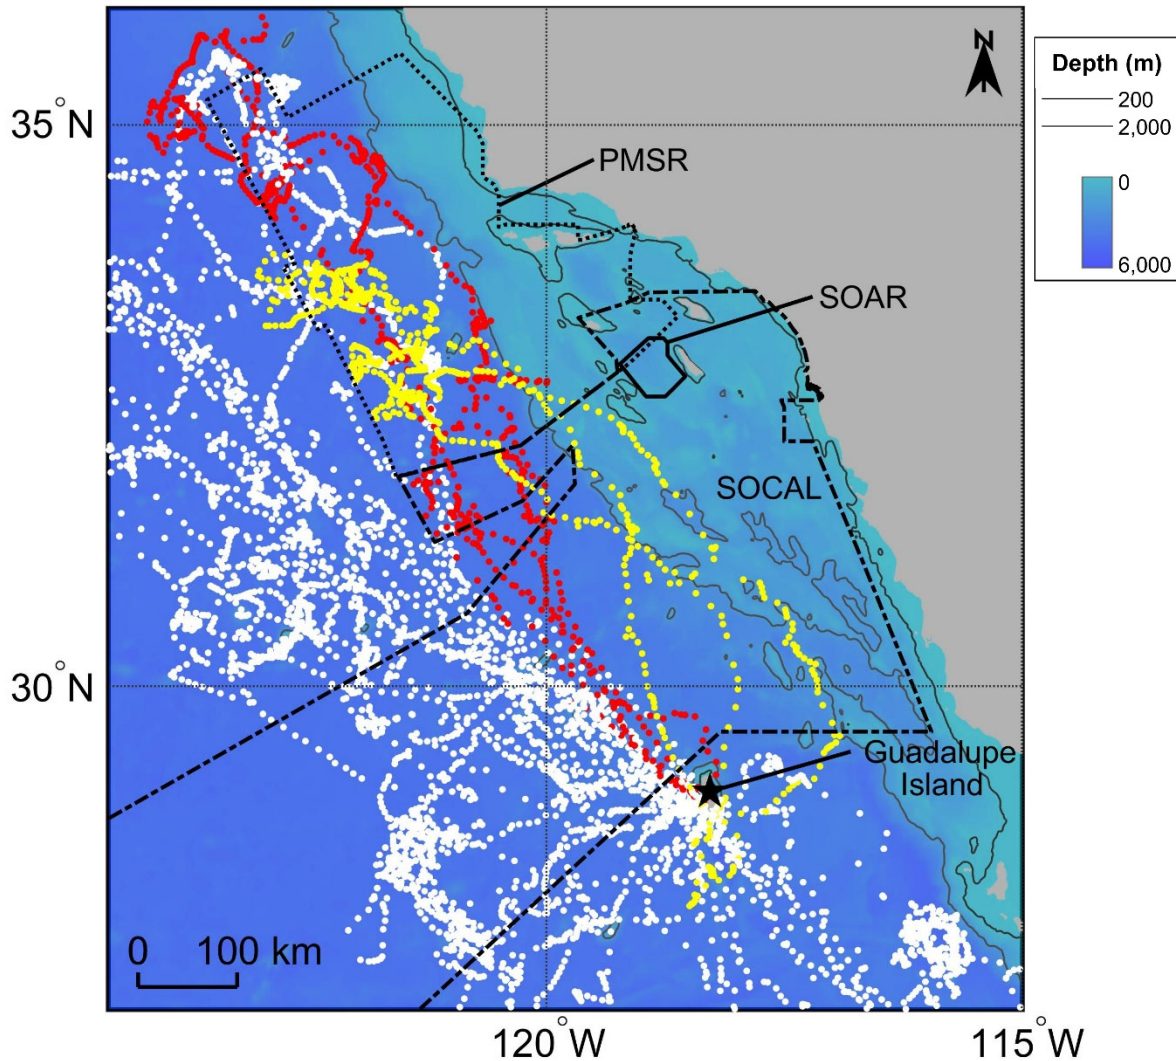 N
Depth (m)
200
2,000
0
6,000
35°N
PMSR
SOAR
SOCAL
30°N
Guadalupe
Island
0 100 km
120°W
115°W